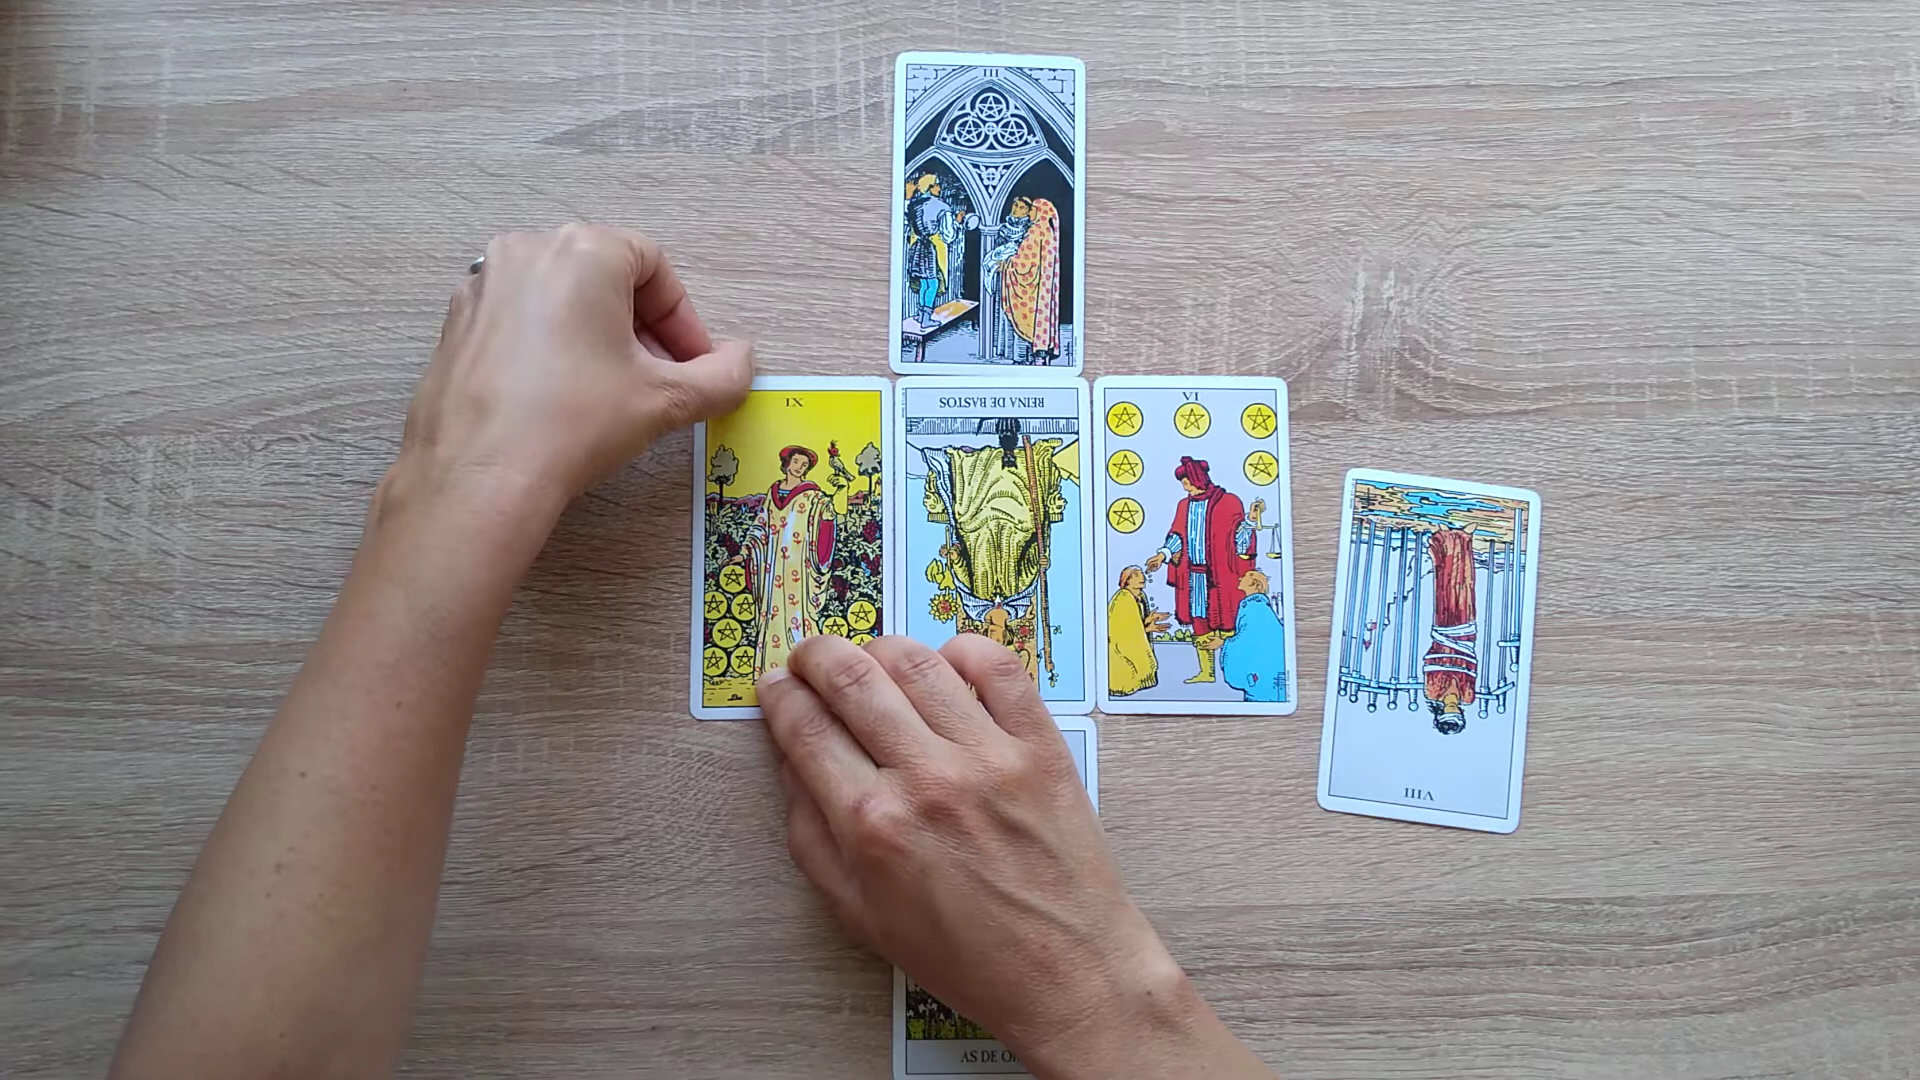 III
IX
REINA DE BASTOS
VI
VIII
AS DE O